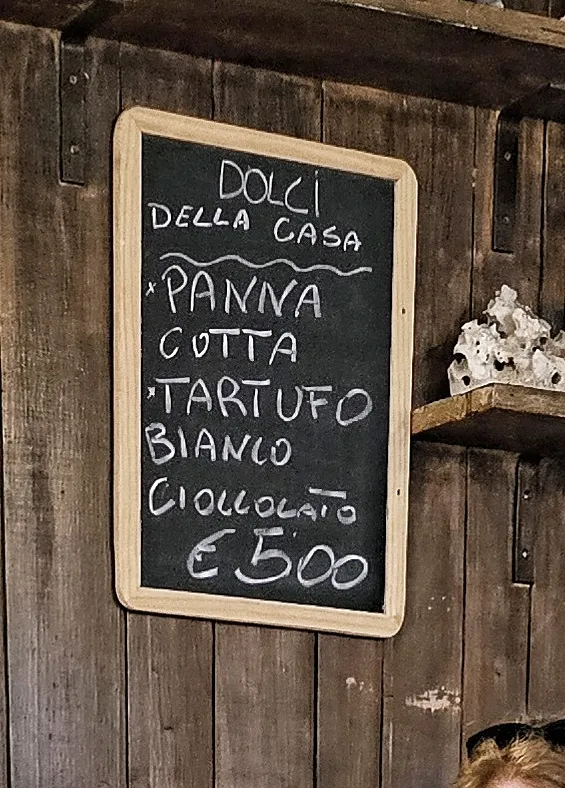 DOLCI
DELLA CASA
* PANNA
COTTA
* TARTUFO
BIANCO
CIOCCOLATO
€ 5.00